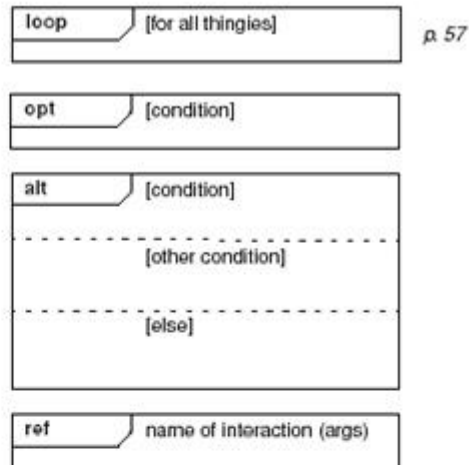 loop [for all thingies] p. 57
opt [condition]
alt [condition]
[other condition]
[else]
ref name of interaction (args)